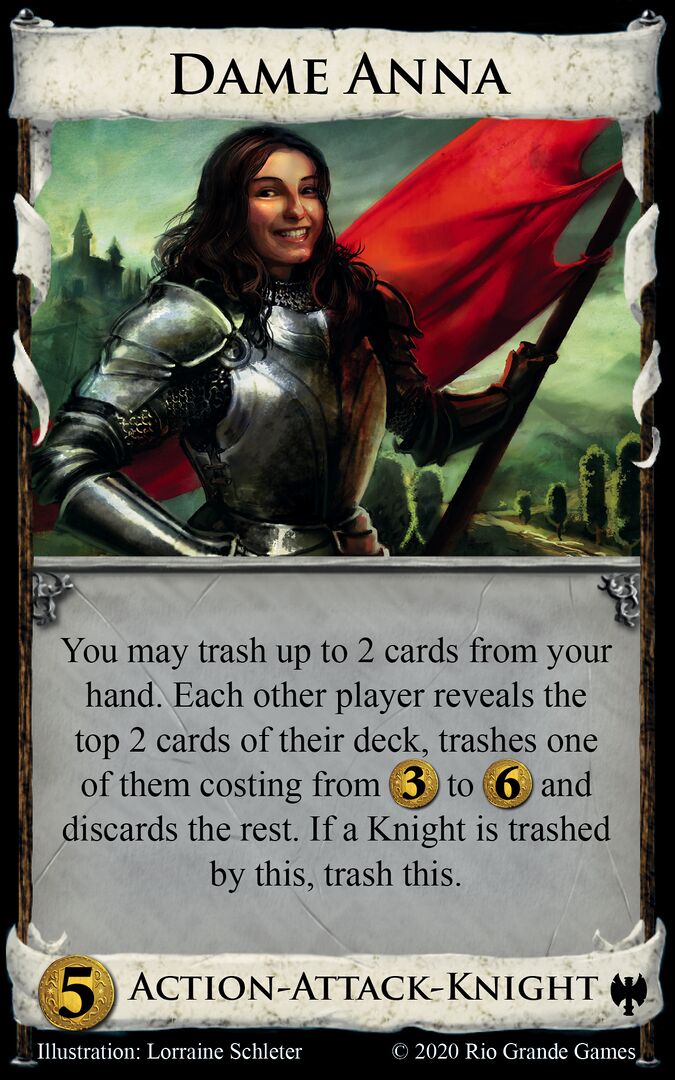 DAME ANNA
You may trash up to 2 cards from your
hand. Each other player reveals the
top 2 cards of their deck, trashes one
of them costing from 3 to 6 and
discards the rest. If a Knight is trashed
by this, trash this.
5 ACTION-ATTACK-KNIGHT
Illustration: Lorraine Schleter © 2020 Rio Grande Games